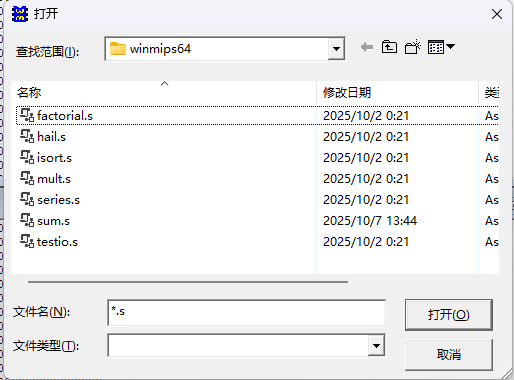 打开
查找范围(I): winmips64
名称 修改日期 类
factorial.s 2025/10/2 0:21 As
hail.s 2025/10/2 0:21 As
isort.s 2025/10/2 0:21 As
mult.s 2025/10/2 0:21 As
series.s 2025/10/2 0:21 As
sum.s 2025/10/7 13:44 As
testio.s 2025/10/2 0:21 As
文件名(N): *.s 打开(O)
文件类型(T): 取消